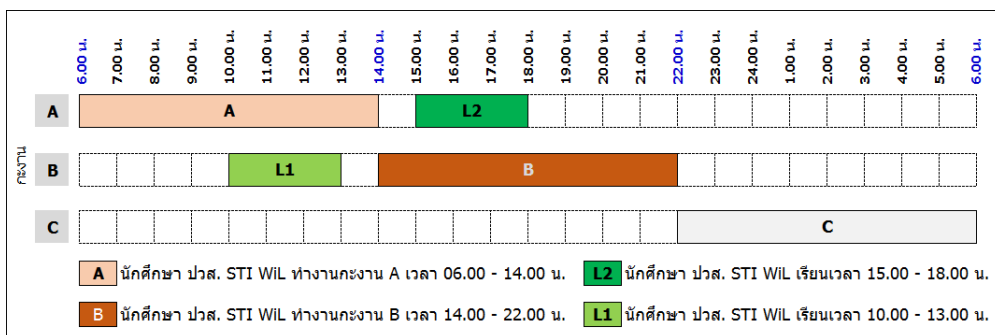 6.00 น. 7.00 น. 8.00 น. 9.00 น. 10.00 น. 11.00 น. 12.00 น. 13.00 น. 14.00 น. 15.00 น. 16.00 น. 17.00 น. 18.00 น. 19.00 น. 20.00 น. 21.00 น. 22.00 น. 23.00 น. 24.00 น. 1.00 น. 2.00 น. 3.00 น. 4.00 น. 5.00 น. 6.00 น.
กะงาน
A A L2
B L1 B
C C
A นักศึกษา ปวส. STI WiL ทำงานกะงาน A เวลา 06.00 - 14.00 น. L2 นักศึกษา ปวส. STI WiL เรียนเวลา 15.00 - 18.00 น.
B นักศึกษา ปวส. STI WiL ทำงานกะงาน B เวลา 14.00 - 22.00 น. L1 นักศึกษา ปวส. STI WiL เรียนเวลา 10.00 - 13.00 น.